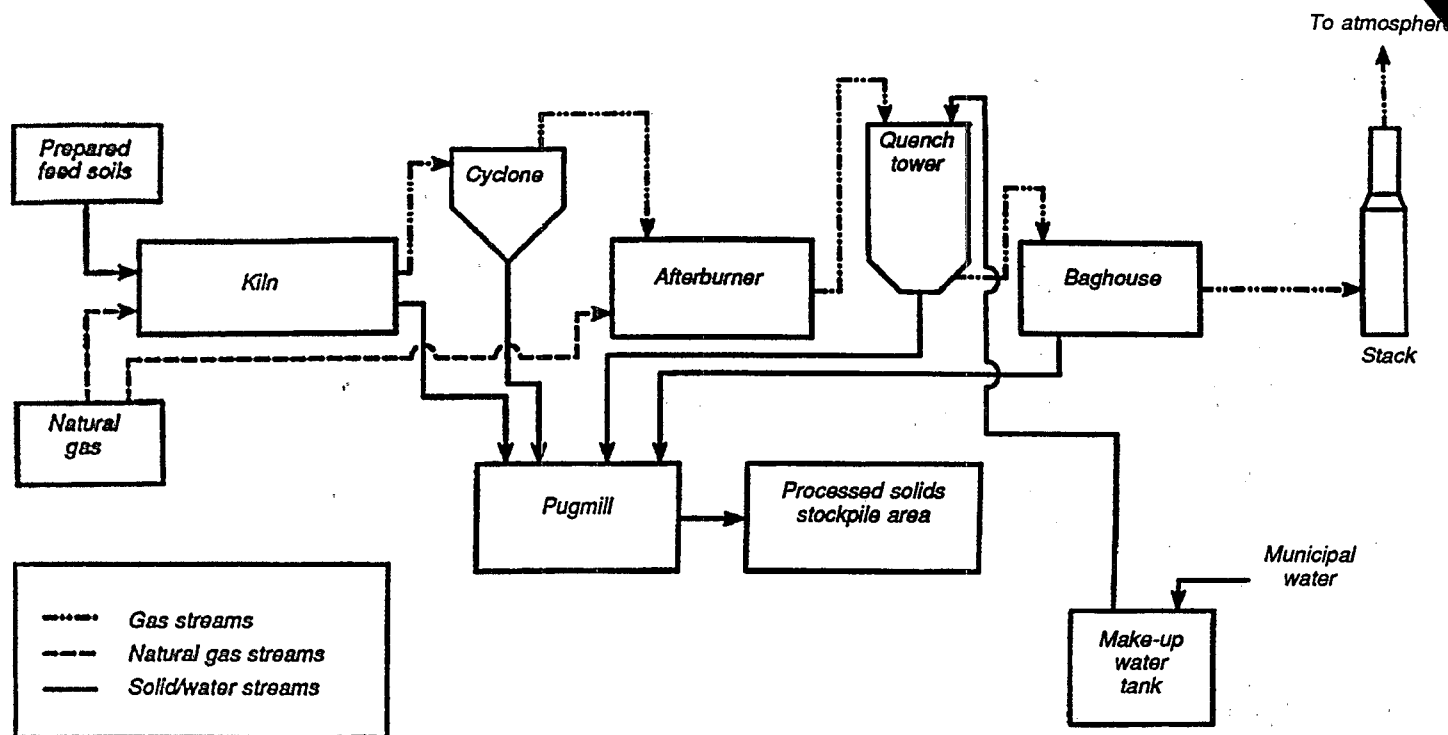 To atmosphere
Prepared
feed soils
Cyclone
Quench
tower
Kiln
Afterburner
Baghouse
Stack
Natural
gas
Pugmill
Processed solids
stockpile area
Municipal
water
Make-up
water
tank
Gas streams
Natural gas streams
Solid/water streams